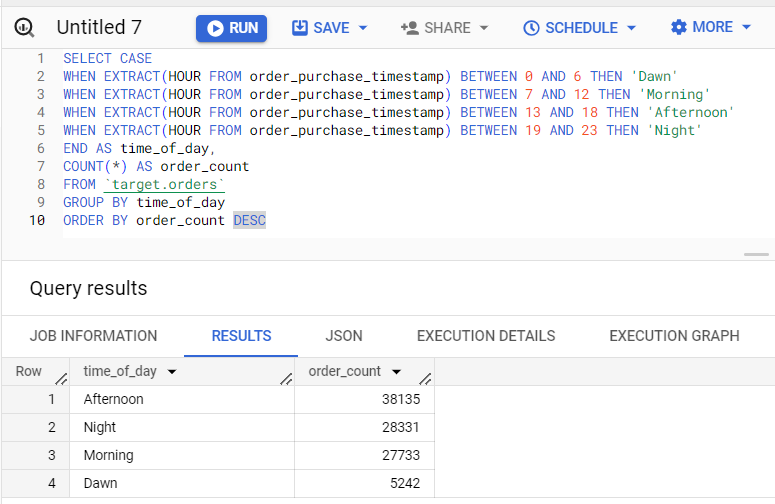 Untitled 7 RUN SAVE SHARE SCHEDULE MORE
1 SELECT CASE
2 WHEN EXTRACT(HOUR FROM order_purchase_timestamp) BETWEEN 0 AND 6 THEN 'Dawn'
3 WHEN EXTRACT(HOUR FROM order_purchase_timestamp) BETWEEN 7 AND 12 THEN 'Morning'
4 WHEN EXTRACT(HOUR FROM order_purchase_timestamp) BETWEEN 13 AND 18 THEN 'Afternoon'
5 WHEN EXTRACT(HOUR FROM order_purchase_timestamp) BETWEEN 19 AND 23 THEN 'Night'
6 END AS time_of_day,
7 COUNT(*) AS order_count
8 FROM `target.orders`
9 GROUP BY time_of_day
10 ORDER BY order_count DESC
Query results
JOB INFORMATION RESULTS JSON EXECUTION DETAILS EXECUTION GRAPH
Row time_of_day order_count
1 Afternoon 38135
2 Night 28331
3 Morning 27733
4 Dawn 5242